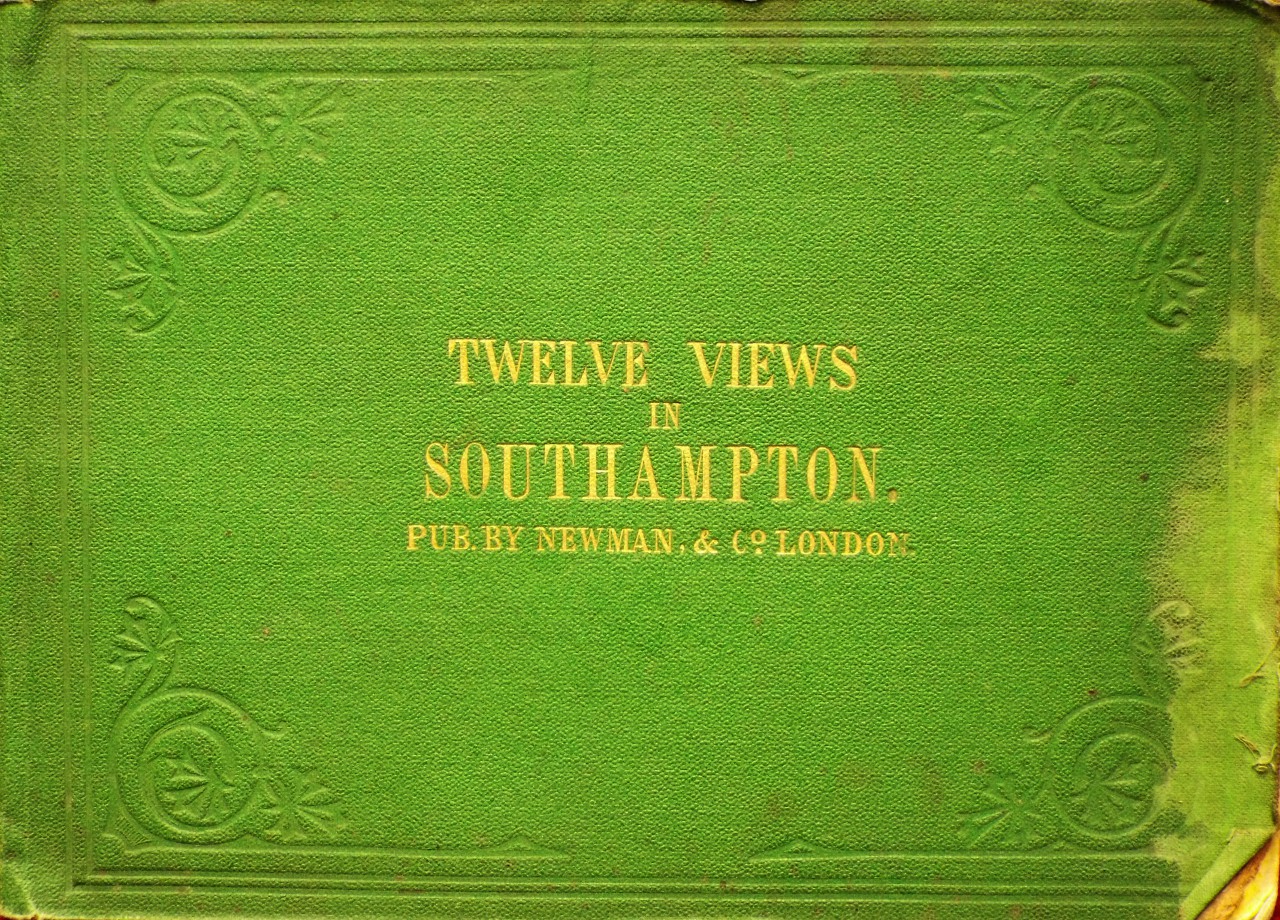 TWELVE VIEWS
IN
SOUTHAMPTON.
PUB. BY NEWMAN, & Cº LONDON.